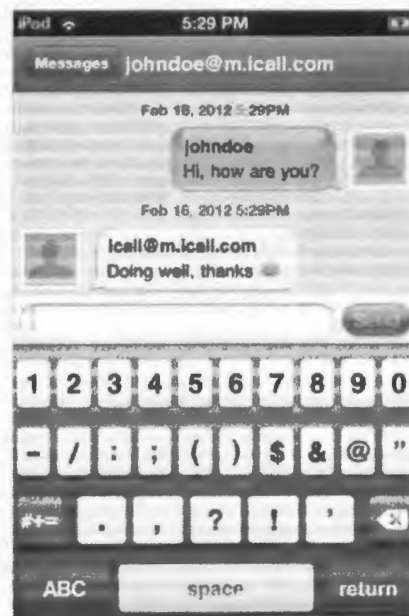 iPod 5:29 PM
Messages johndoe@m.icall.com
Feb 16, 2012 5:29PM
johndoe
Hi, how are you?
Feb 16, 2012 5:29PM
icall@m.icall.com
Doing well, thanks
Send
1 2 3 4 5 6 7 8 9 0
- / : ; ( ) $ & @ "
#+= . , ? ! '
ABC space return